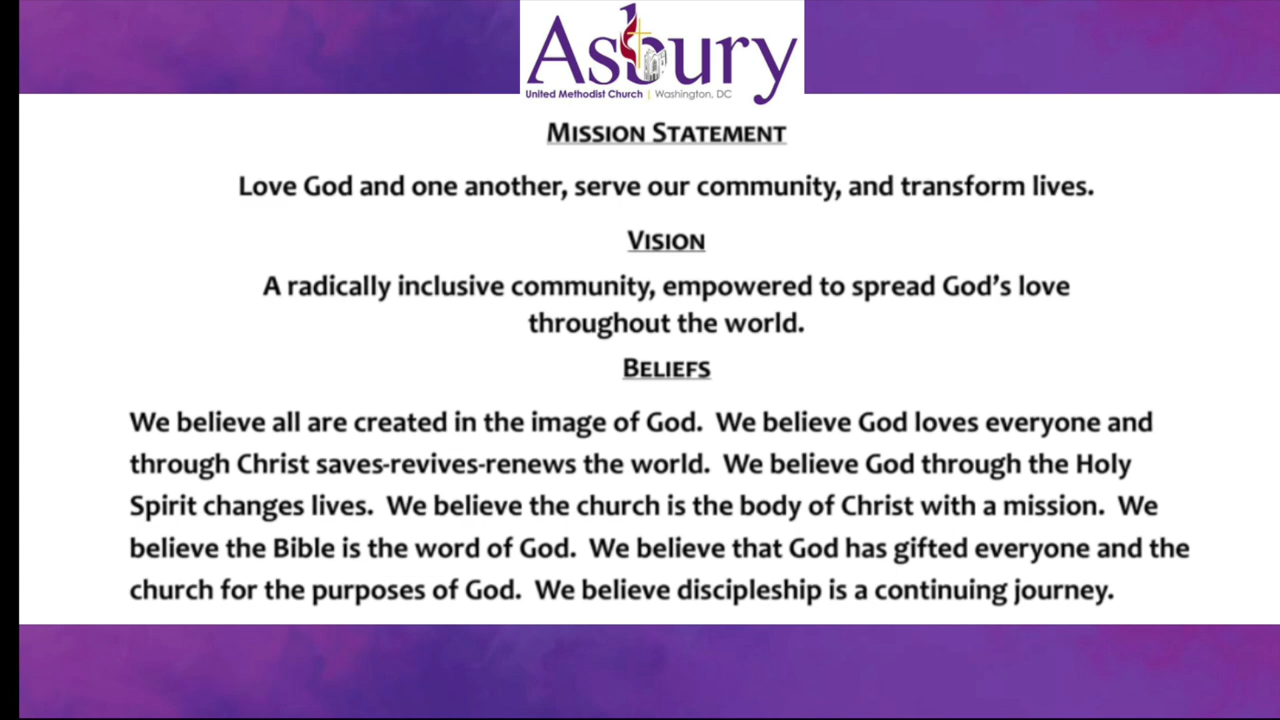 Asbury
United Methodist Church | Washington, DC
MISSION STATEMENT
Love God and one another, serve our community, and transform lives.
VISION
A radically inclusive community, empowered to spread God’s love
throughout the world.
BELIEFS
We believe all are created in the image of God.  We believe God loves everyone and
through Christ saves-revives-renews the world.  We believe God through the Holy
Spirit changes lives.  We believe the church is the body of Christ with a mission.  We
believe the Bible is the word of God.  We believe that God has gifted everyone and the
church for the purposes of God.  We believe discipleship is a continuing journey.